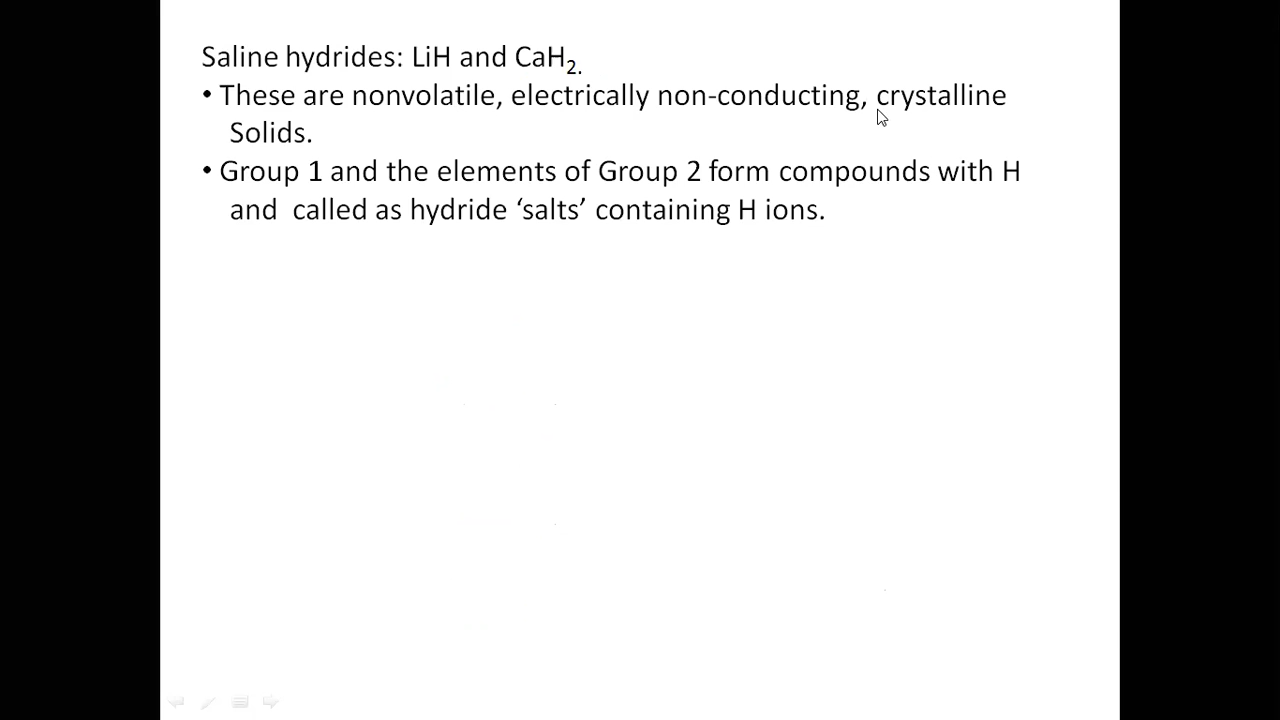 Saline hydrides: LiH and CaH₂.
• These are nonvolatile, electrically non-conducting, crystalline
Solids.
• Group 1 and the elements of Group 2 form compounds with H
and  called as hydride ‘salts’ containing H ions.